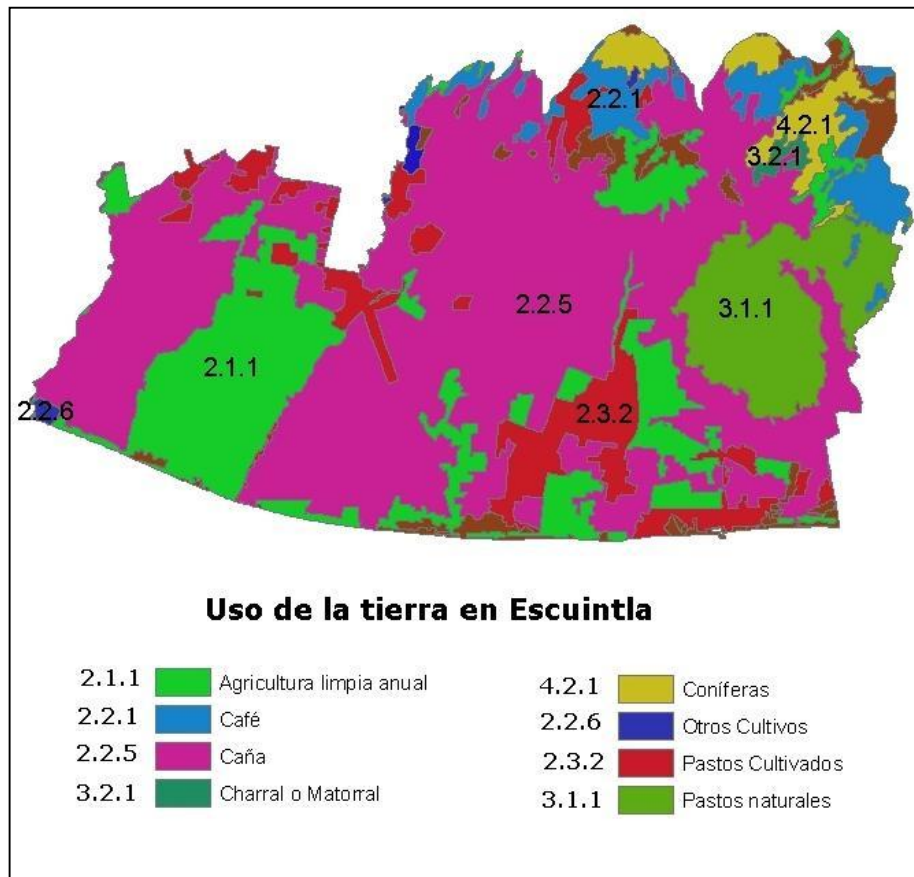 2.2.1
4.2.1
3.2.1
2.2.5
3.1.1
2.1.1
2.2.6
2.3.2
Uso de la tierra en Escuintla
2.1.1 Agricultura limpia anual
2.2.1 Café
2.2.5 Caña
3.2.1 Charral o Matorral
4.2.1 Coníferas
2.2.6 Otros Cultivos
2.3.2 Pastos Cultivados
3.1.1 Pastos naturales